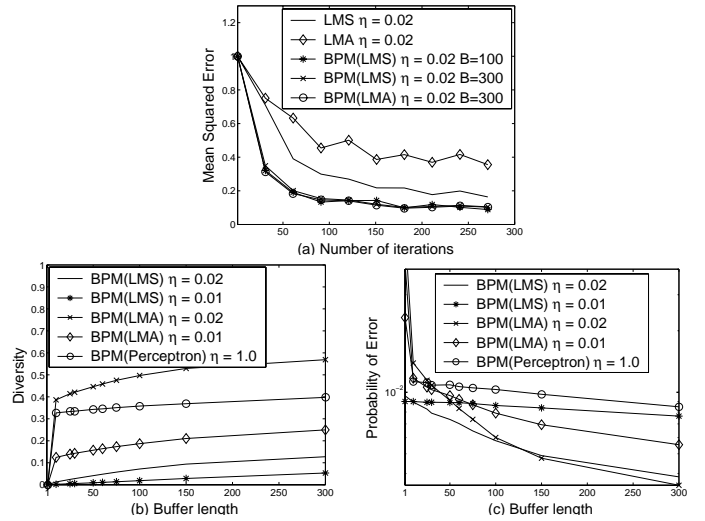 LMS η = 0.02
LMA η = 0.02
BPM(LMS) η = 0.02 B=100
BPM(LMS) η = 0.02 B=300
BPM(LMA) η = 0.02 B=300
Mean Squared Error
1.2
1
0.8
0.6
0.4
0.2
0
50 100 150 200 250 300
(a) Number of iterations
BPM(LMS) η = 0.02
BPM(LMS) η = 0.01
BPM(LMA) η = 0.02
BPM(LMA) η = 0.01
BPM(Perceptron) η = 1.0
Diversity
1
0.9
0.8
0.7
0.6
0.5
0.4
0.3
0.2
0.1
0
1 50 100 150 200 250 300
(b) Buffer length
BPM(LMS) η = 0.02
BPM(LMS) η = 0.01
BPM(LMA) η = 0.02
BPM(LMA) η = 0.01
BPM(Perceptron) η = 1.0
Probability of Error
10⁻²
1 50 100 150 200 250 300
(c) Buffer length